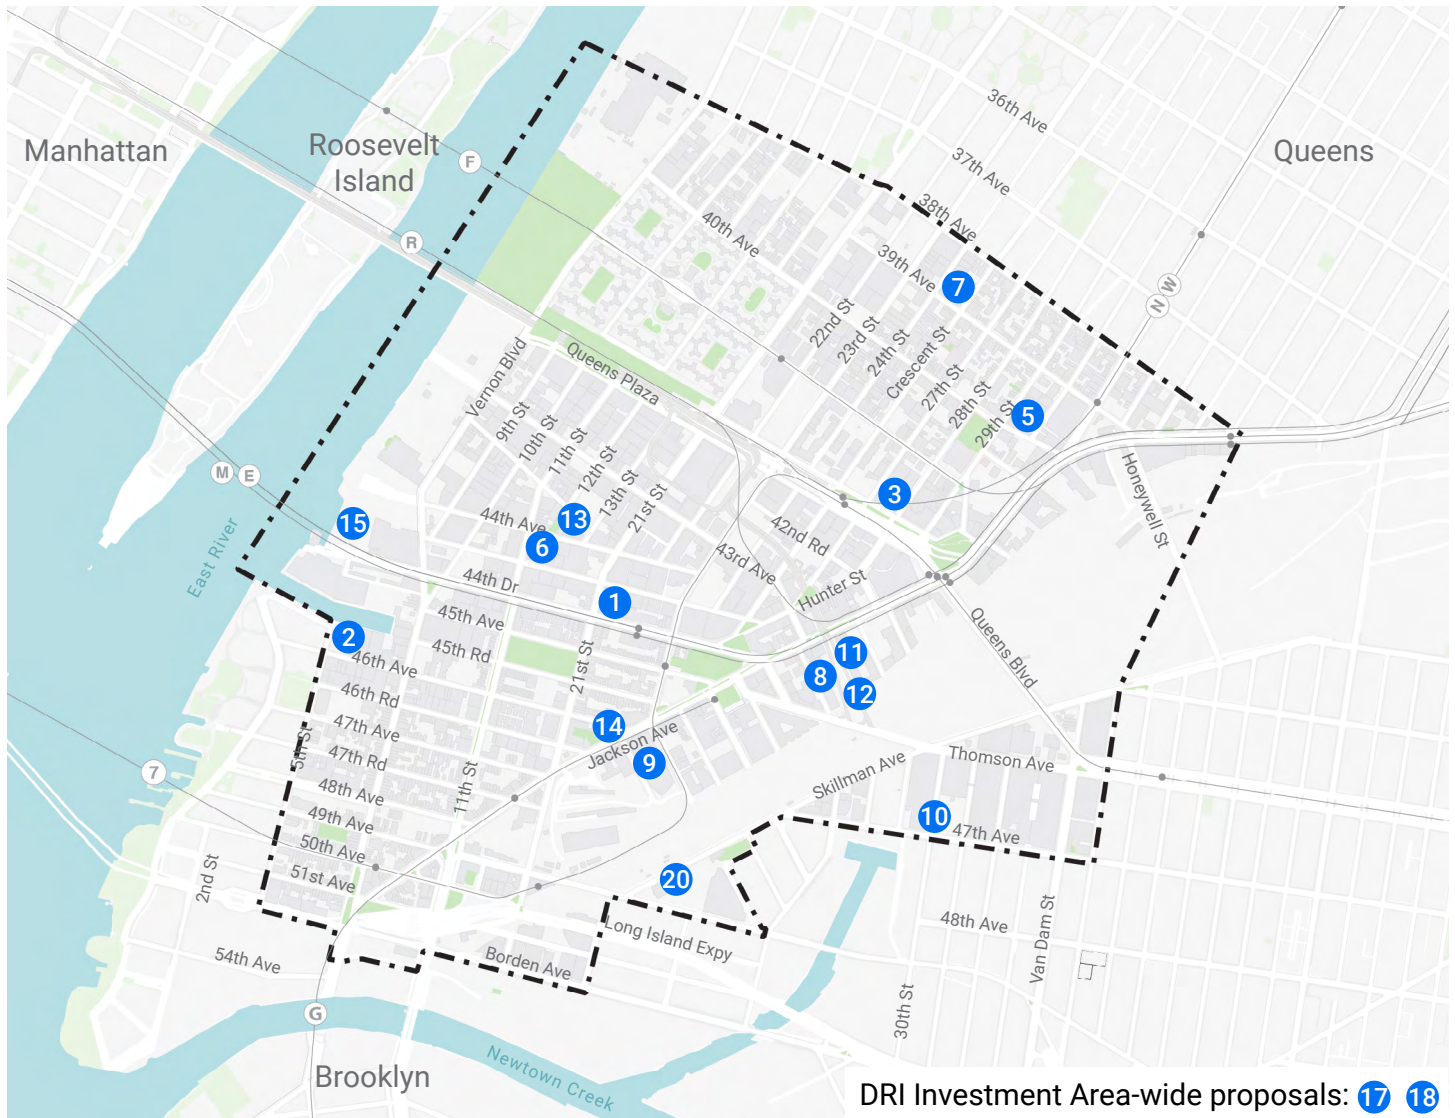 Manhattan
Roosevelt
Island
Queens
F
R
N
W
M
E
7
G
36th Ave
37th Ave
38th Ave
39th Ave
40th Ave
7
22nd St
23rd St
24th St
Crescent St
27th St
28th St
29th St
5
Queens Plaza
Vernon Blvd
9th St
10th St
11th St
12th St
13th St
21st St
3
Honeywell St
15
44th Ave
13
6
42nd Rd
43rd Ave
Hunter St
East River
44th Dr
1
45th Ave
45th Rd
21st St
2
46th Ave
46th Rd
47th Ave
47th Rd
48th Ave
49th Ave
50th Ave
51st Ave
5th St
11th St
2nd St
11
8
12
Queens Blvd
14
Jackson Ave
9
Skillman Ave
Thomson Ave
10
47th Ave
20
48th Ave
Van Dam St
30th St
Long Island Expy
Borden Ave
54th Ave
Newtown Creek
Brooklyn
DRI Investment Area-wide proposals: 17 18